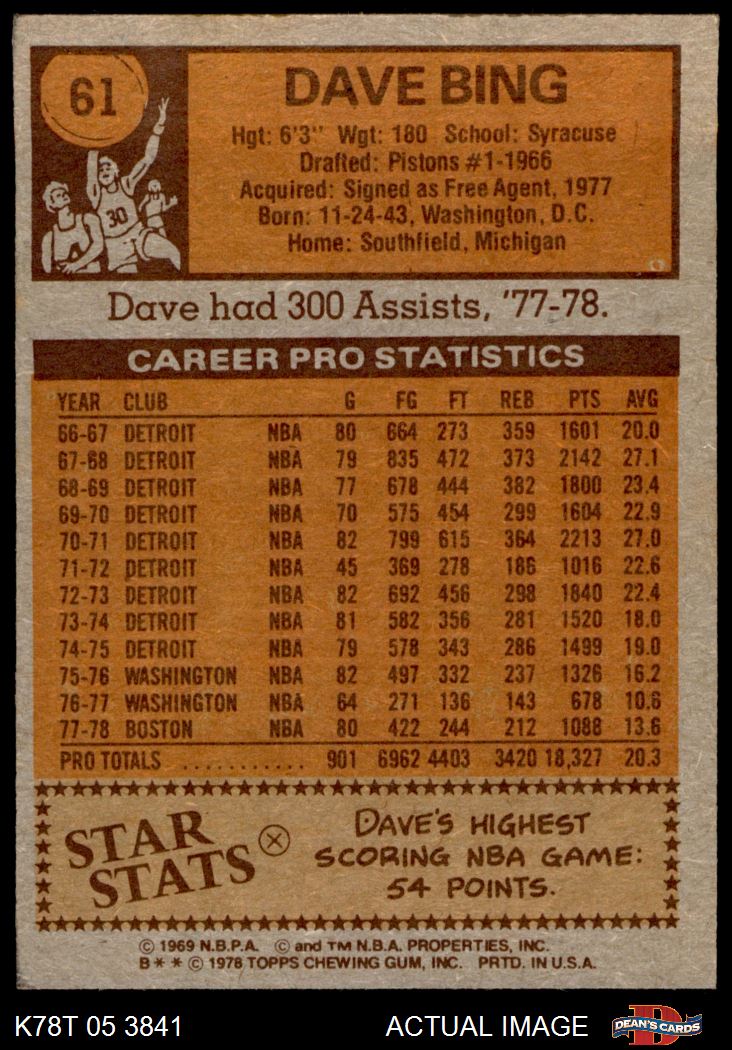 61
DAVE BING
Hgt: 6'3" Wgt: 180 School: Syracuse
Drafted: Pistons #1-1966
Acquired: Signed as Free Agent, 1977
Born: 11-24-43, Washington, D.C.
Home: Southfield, Michigan
30
Dave had 300 Assists, '77-78.
CAREER PRO STATISTICS
YEAR CLUB G FG FT REB PTS AVG
66-67 DETROIT NBA 80 664 273 359 1601 20.0
67-68 DETROIT NBA 79 835 472 373 2142 27.1
68-69 DETROIT NBA 77 678 444 382 1800 23.4
69-70 DETROIT NBA 70 575 454 299 1604 22.9
70-71 DETROIT NBA 82 799 615 364 2213 27.0
71-72 DETROIT NBA 45 369 278 186 1016 22.6
72-73 DETROIT NBA 82 692 456 298 1840 22.4
73-74 DETROIT NBA 81 582 356 281 1520 18.0
74-75 DETROIT NBA 79 578 343 286 1499 19.0
75-76 WASHINGTON NBA 82 497 332 237 1326 16.2
76-77 WASHINGTON NBA 64 271 136 143 678 10.6
77-78 BOSTON NBA 80 422 244 212 1088 13.6
PRO TOTALS ........... 901 6962 4403 3420 18,327 20.3
STAR STATS
DAVE'S HIGHEST
SCORING NBA GAME:
54 POINTS.
© 1969 N.B.P.A. © and TM N.B.A. PROPERTIES, INC.
B * * © 1978 TOPPS CHEWING GUM, INC. PRTD. IN U.S.A.
K78T 05 3841 ACTUAL IMAGE D DEAN'S CARDS